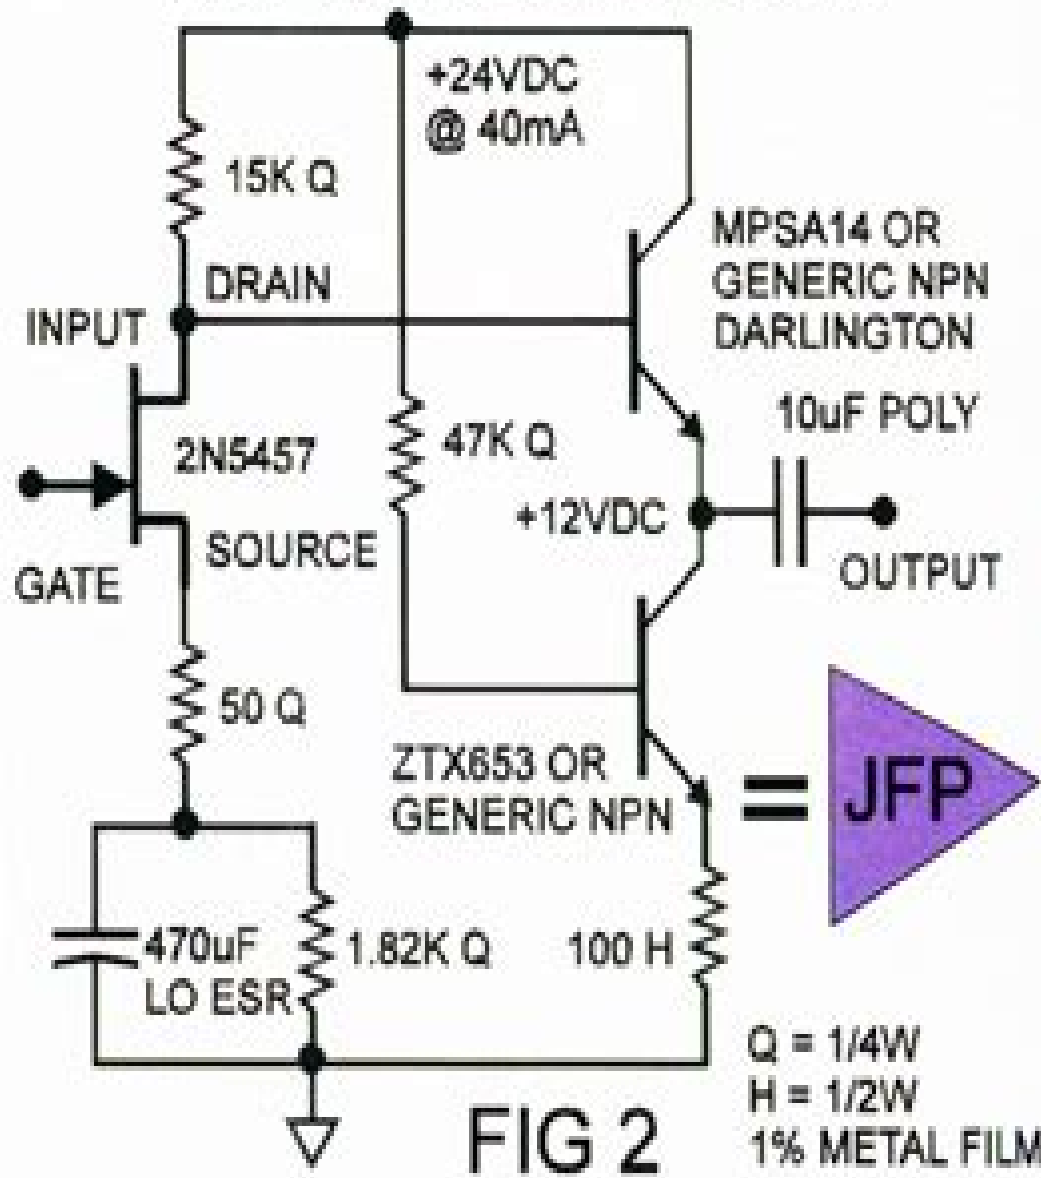 +24VDC
@ 40mA
15K Q
MPSA14 OR
GENERIC NPN
DARLINGTON
DRAIN
INPUT
10uF POLY
2N5457
47K Q
+12VDC
SOURCE
GATE
OUTPUT
50 Q
ZTX653 OR
GENERIC NPN
= JFP
470uF
LO ESR
1.82K Q
100 H
Q = 1/4W
H = 1/2W
1% METAL FILM
FIG 2